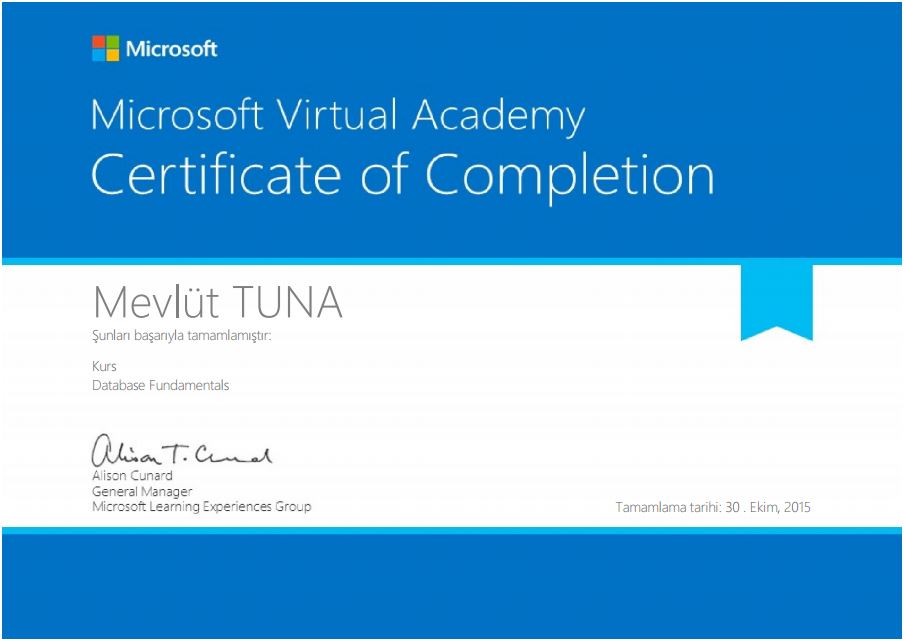 Microsoft
Microsoft Virtual Academy
Certificate of Completion
Mevlüt TUNA
Şunları başarıyla tamamlamıştır:
Kurs
Database Fundamentals
Alison T. Cunard
Alison Cunard
General Manager
Microsoft Learning Experiences Group
Tamamlama tarihi: 30 . Ekim, 2015